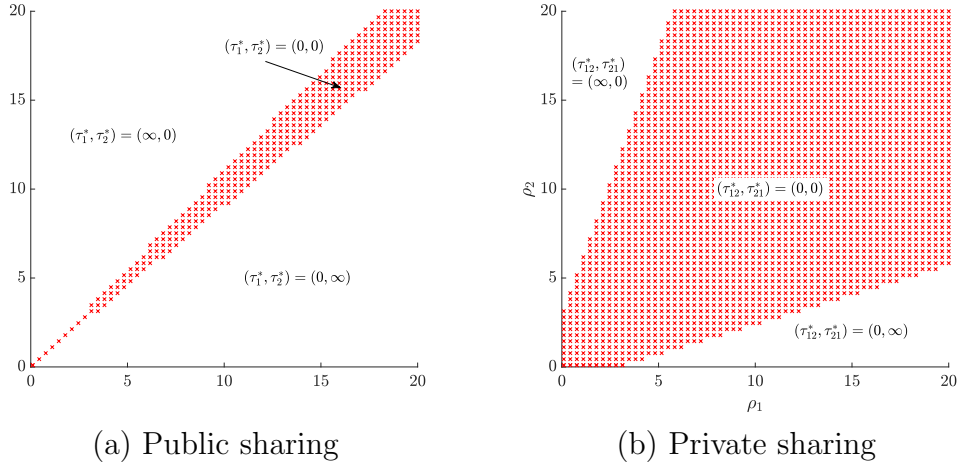 20
15
10
5
0
0
5
10
15
20
(τ₁*, τ₂*) = (0, 0)
(τ₁*, τ₂*) = (∞, 0)
(τ₁*, τ₂*) = (0, ∞)
(a) Public sharing
20
15
10
5
0
0
5
10
15
20
ρ₂
ρ₁
(τ₁₂*, τ₂₁*)
= (∞, 0)
(τ₁₂*, τ₂₁*) = (0, 0)
(τ₁₂*, τ₂₁*) = (0, ∞)
(b) Private sharing